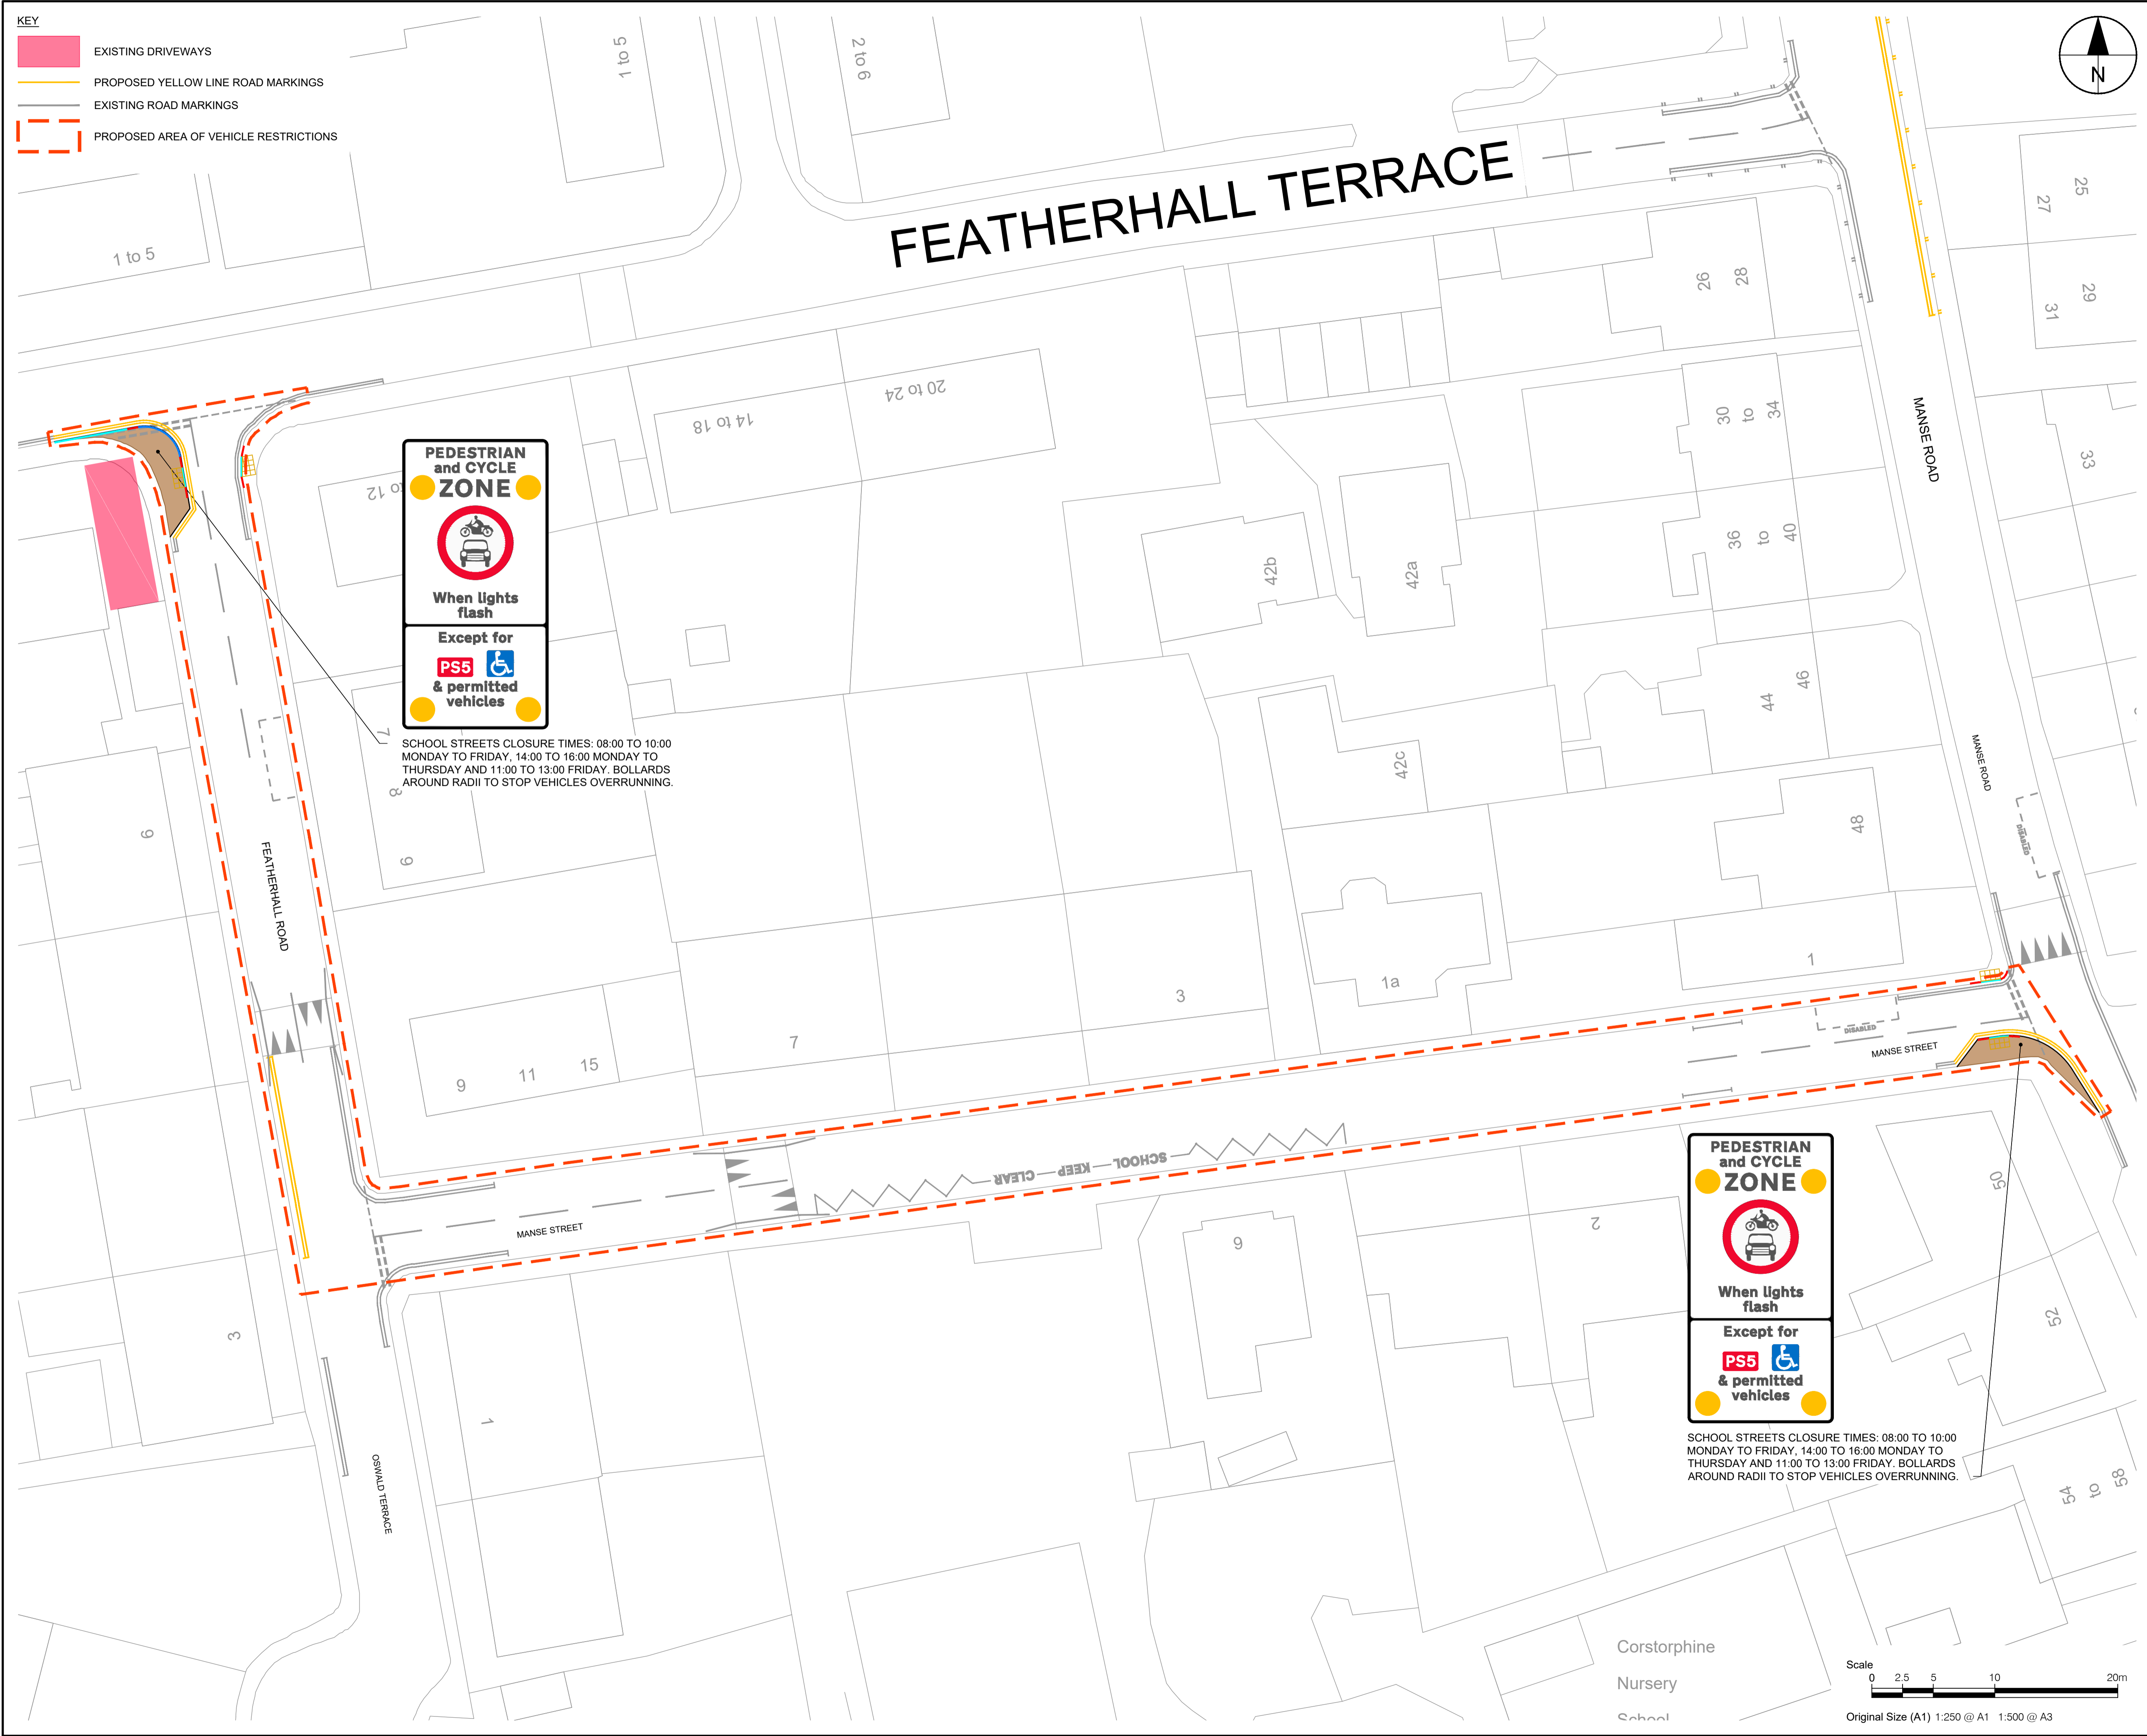 KEY
EXISTING DRIVEWAYS
PROPOSED YELLOW LINE ROAD MARKINGS
EXISTING ROAD MARKINGS
PROPOSED AREA OF VEHICLE RESTRICTIONS
N
1 to 5
2 to 6
1 to 5
FEATHERHALL TERRACE
25
27
29
31
26
28
20 to 24
14 to 18
30
to
34
MANSE ROAD
33
PEDESTRIAN
and CYCLE
ZONE
When lights
flash
Except for
PS5
& permitted
vehicles
SCHOOL STREETS CLOSURE TIMES: 08:00 TO 10:00
MONDAY TO FRIDAY, 14:00 TO 16:00 MONDAY TO
THURSDAY AND 11:00 TO 13:00 FRIDAY. BOLLARDS
AROUND RADII TO STOP VEHICLES OVERRUNNING.
o 12
36
to
40
42b
42a
46
44
7
42c
MANSE ROAD
8
DISABLED
48
6
9
FEATHERHALL ROAD
1
1a
3
DISABLED
MANSE STREET
7
15
11
9
SCHOOL KEEP CLEAR
MANSE STREET
9
2
3
1
OSWALD TERRACE
50
52
PEDESTRIAN
and CYCLE
ZONE
When lights
flash
Except for
PS5
& permitted
vehicles
SCHOOL STREETS CLOSURE TIMES: 08:00 TO 10:00
MONDAY TO FRIDAY, 14:00 TO 16:00 MONDAY TO
THURSDAY AND 11:00 TO 13:00 FRIDAY. BOLLARDS
AROUND RADII TO STOP VEHICLES OVERRUNNING.
54
to
58
Corstorphine
Nursery
School
Scale
0 2.5 5 10 20m
Original Size (A1) 1:250 @ A1 1:500 @ A3